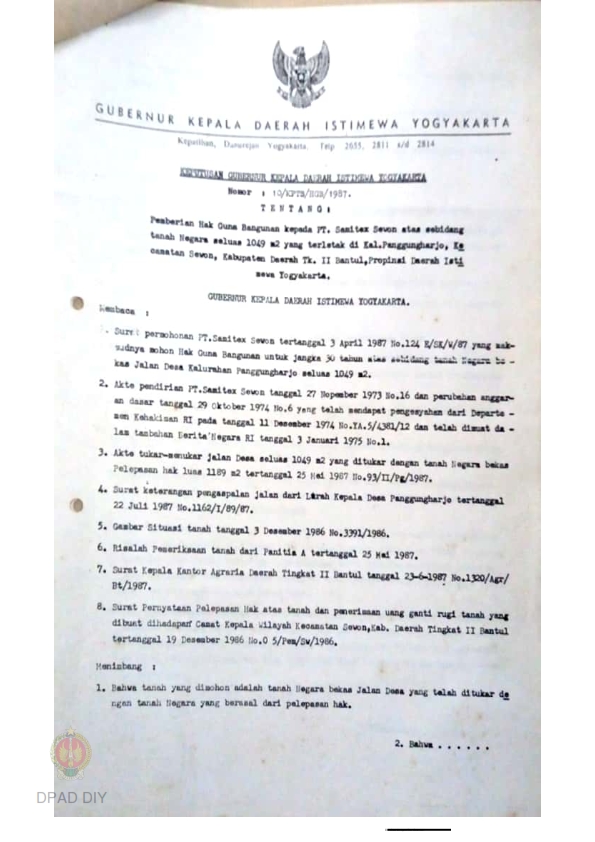 GUBERNUR KEPALA DAERAH ISTIMEWA YOGYAKARTA
Kepatihan, Danurejan Yogyakarta. Telp 2655, 2811 s/d 2814
KEPUTUSAN GUBERNUR KEPALA DAERAH ISTIMEWA YOGYAKARTA
Nomor : 10/KPTS/HGB/1987.
T E N T A N G :
Pemberian Hak Guna Bangunan kepada PT. Samitex Sewon atas sebidang
tanah Negara seluas 1049 m2 yang terletak di Kal.Panggungharjo, Ke
camatan Sewon, Kabupaten Daerah Tk. II Bantul,Propinsi Daerah Isti
mewa Yogyakarta.
GUBERNUR KEPALA DAERAH ISTIMEWA YOGYAKARTA.
Membaca :
1. Surat permohonan PT.Samitex Sewon tertanggal 3 April 1987 No.124 E/SK/W/87 yang mak-
sudnya mohon Hak Guna Bangunan untuk jangka 30 tahun atas sebidang tanah Negara be -
kas Jalan Desa Kalurahan Panggungharjo seluas 1049 m2.
2. Akte pendirian PT.Samitex Sewon tanggal 27 Nopember 1973 No.16 dan perubahan anggar-
an dasar tanggal 29 Oktober 1974 No.6 yang telah mendapat pengesyahan dari Departe -
men Kehakiman RI pada tanggal 11 Desember 1974 No.YA.5/4381/12 dan telah dimuat da -
lam tambahan Berita Negara RI tanggal 3 Januari 1975 No.1.
3. Akte tukar-menukar jalan Desa seluas 1049 m2 yang ditukar dengan tanah Negara bekas
Pelepasan hak luas 1189 m2 tertanggal 25 Mei 1987 No.93/II/Pg/1987.
4. Surat keterangan pengaspalan jalan dari Lurah Kepala Desa Panggungharjo tertanggal
22 Juli 1987 No.1162/I/89/87.
5. Gambar Situasi tanah tanggal 3 Desember 1986 No.3391/1986.
6. Risalah Pemeriksaan tanah dari Panitia A tertanggal 25 Mei 1987.
7. Surat Kepala Kantor Agraria Daerah Tingkat II Bantul tanggal 23-6-1987 No.1320/Agr/
Bt/1987.
8. Surat Pernyataan Pelepasan Hak atas tanah dan penerimaan uang ganti rugi tanah yang
dibuat dihadapan Camat Kepala Wilayah Kecamatan Sewon,Kab. Daerah Tingkat II Bantul
tertanggal 19 Desember 1986 No.0 5/Pem/Sw/1986.
Menimbang :
1. Bahwa tanah yang dimohon adalah tanah Negara bekas Jalan Desa yang telah ditukar de
ngan tanah Negara yang berasal dari pelepasan hak.
2. Bahwa . . . . . .
DPAD DIY